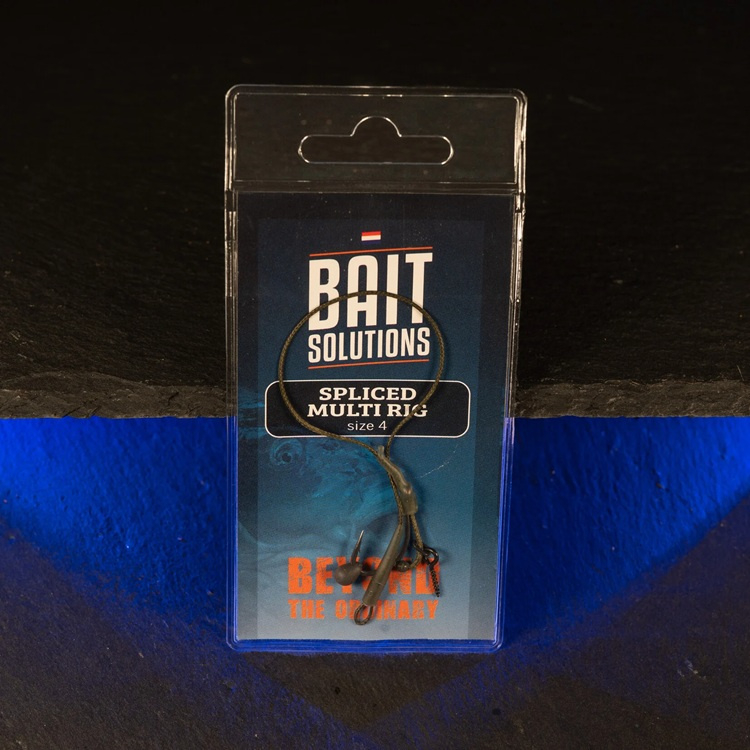 BAIT
SOLUTIONS
SPLICED
MULTI RIG
size 4
BEYOND
THE ORDINARY